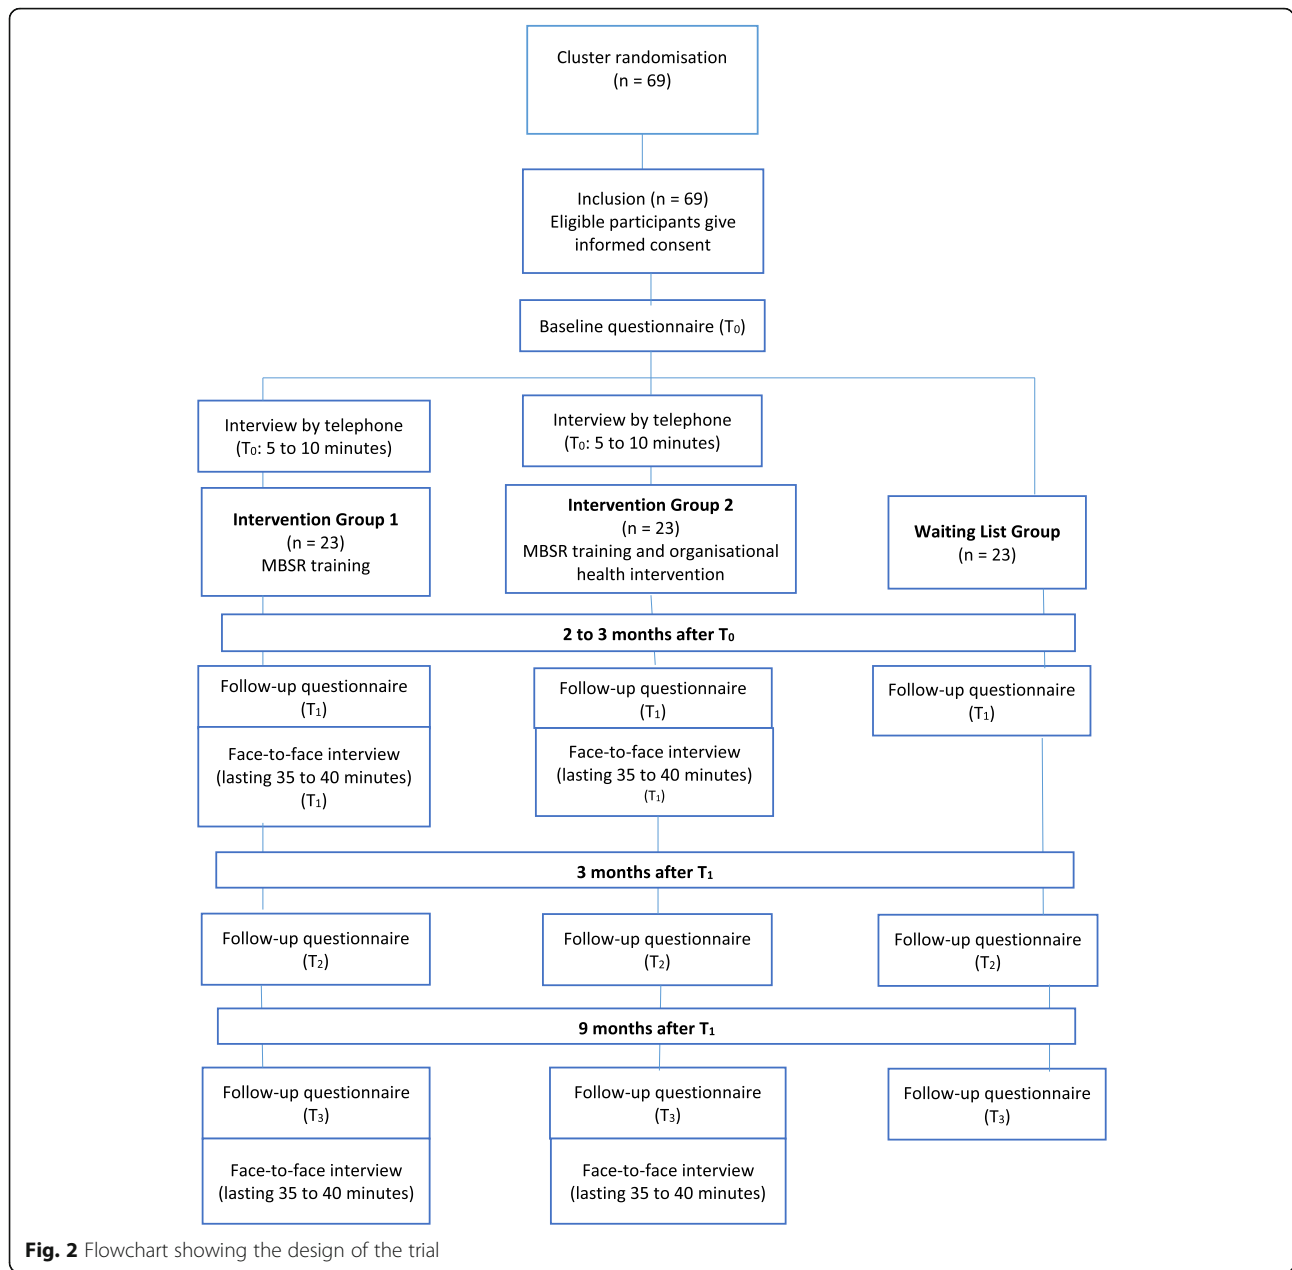 Cluster randomisation
(n = 69)
Inclusion (n = 69)
Eligible participants give
informed consent
Baseline questionnaire (T₀)
Interview by telephone
(T₀: 5 to 10 minutes)
Interview by telephone
(T₀: 5 to 10 minutes)
Intervention Group 1
(n = 23)
MBSR training
Intervention Group 2
(n = 23)
MBSR training and organisational
health intervention
Waiting List Group
(n = 23)
2 to 3 months after T₀
Follow-up questionnaire
(T₁)
Face-to-face interview
(lasting 35 to 40 minutes)
(T₁)
Follow-up questionnaire
(T₁)
Face-to-face interview
(lasting 35 to 40 minutes)
(T₁)
Follow-up questionnaire
(T₁)
3 months after T₁
Follow-up questionnaire
(T₂)
Follow-up questionnaire
(T₂)
Follow-up questionnaire
(T₂)
9 months after T₁
Follow-up questionnaire
(T₃)
Face-to-face interview
(lasting 35 to 40 minutes)
Follow-up questionnaire
(T₃)
Face-to-face interview
(lasting 35 to 40 minutes)
Follow-up questionnaire
(T₃)
Fig. 2 Flowchart showing the design of the trial